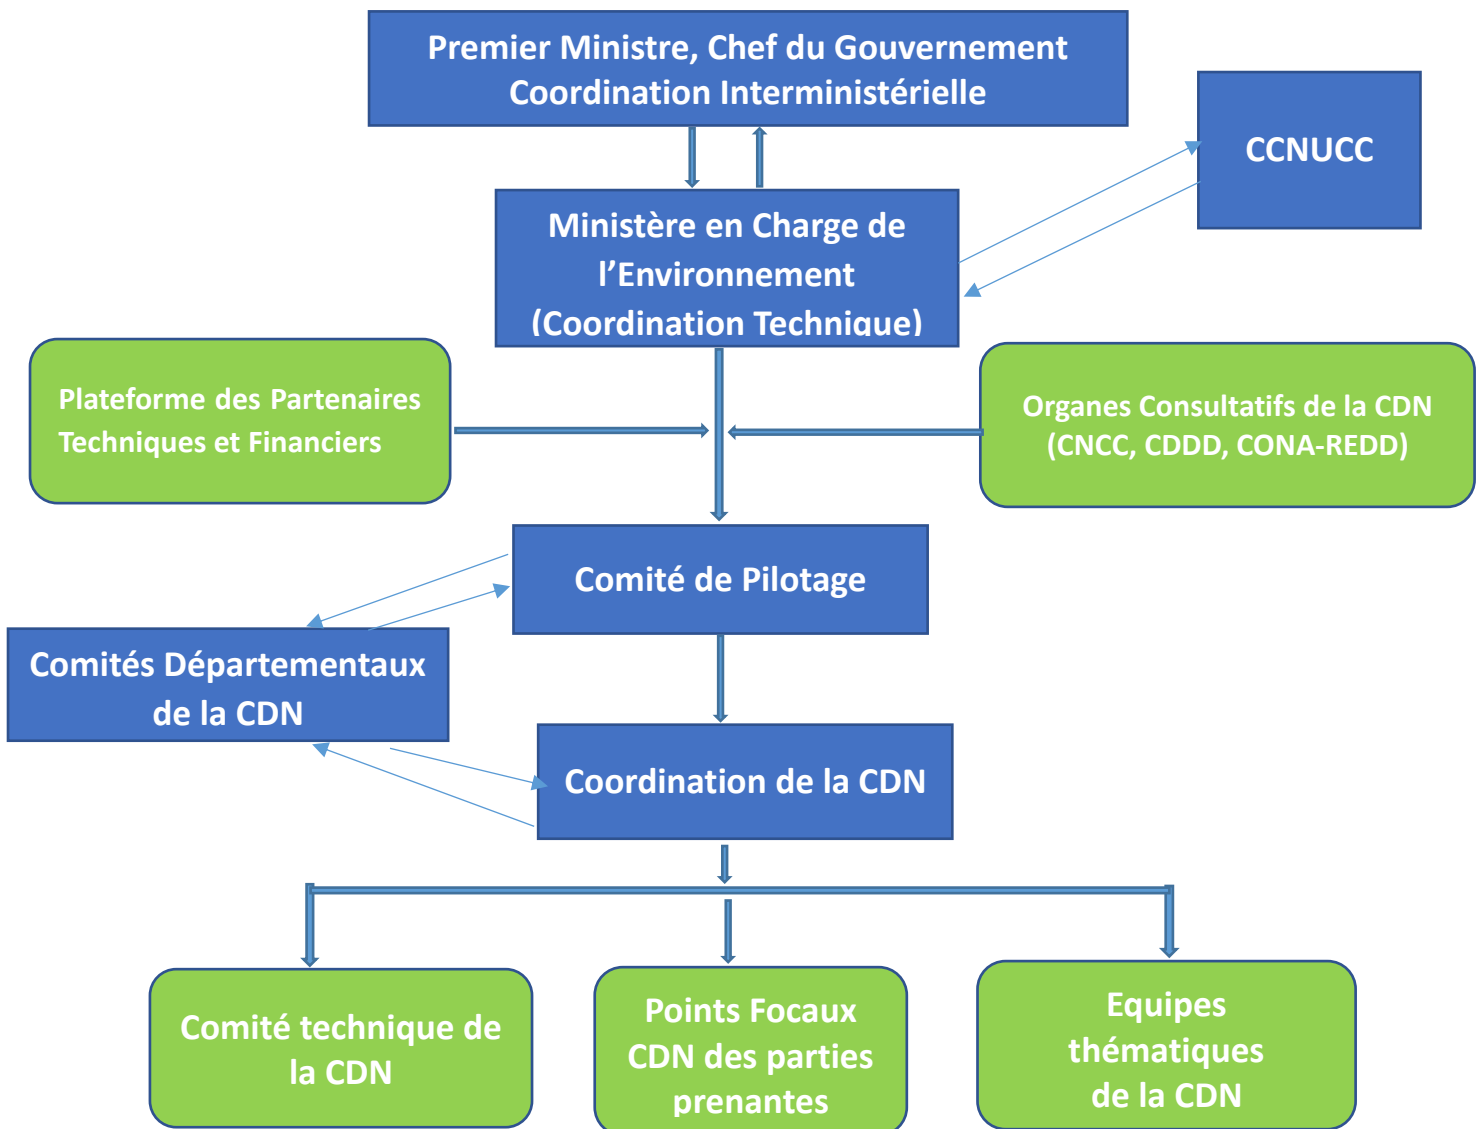 Premier Ministre, Chef du Gouvernement
Coordination Interministérielle
CCNUCC
Ministère en Charge de
l’Environnement
(Coordination Technique)
Plateforme des Partenaires
Techniques et Financiers
Organes Consultatifs de la CDN
(CNCC, CDDD, CONA-REDD)
Comité de Pilotage
Comités Départementaux
de la CDN
Coordination de la CDN
Comité technique de
la CDN
Points Focaux
CDN des parties
prenantes
Equipes
thématiques
de la CDN